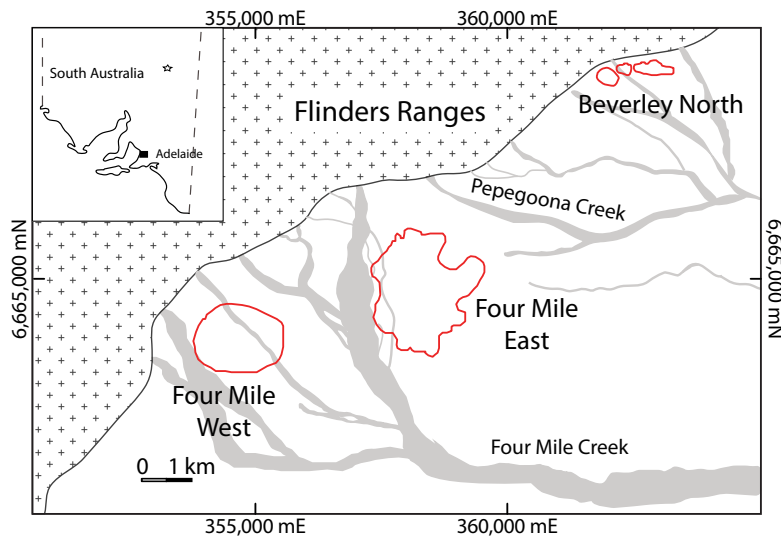 355,000 mE
360,000 mE
South Australia
Adelaide
Flinders Ranges
Beverley North
Pepegoona Creek
6,665,000 mN
6,665,000 mN
Four Mile
East
Four Mile
West
Four Mile Creek
0 1 km
355,000 mE
360,000 mE